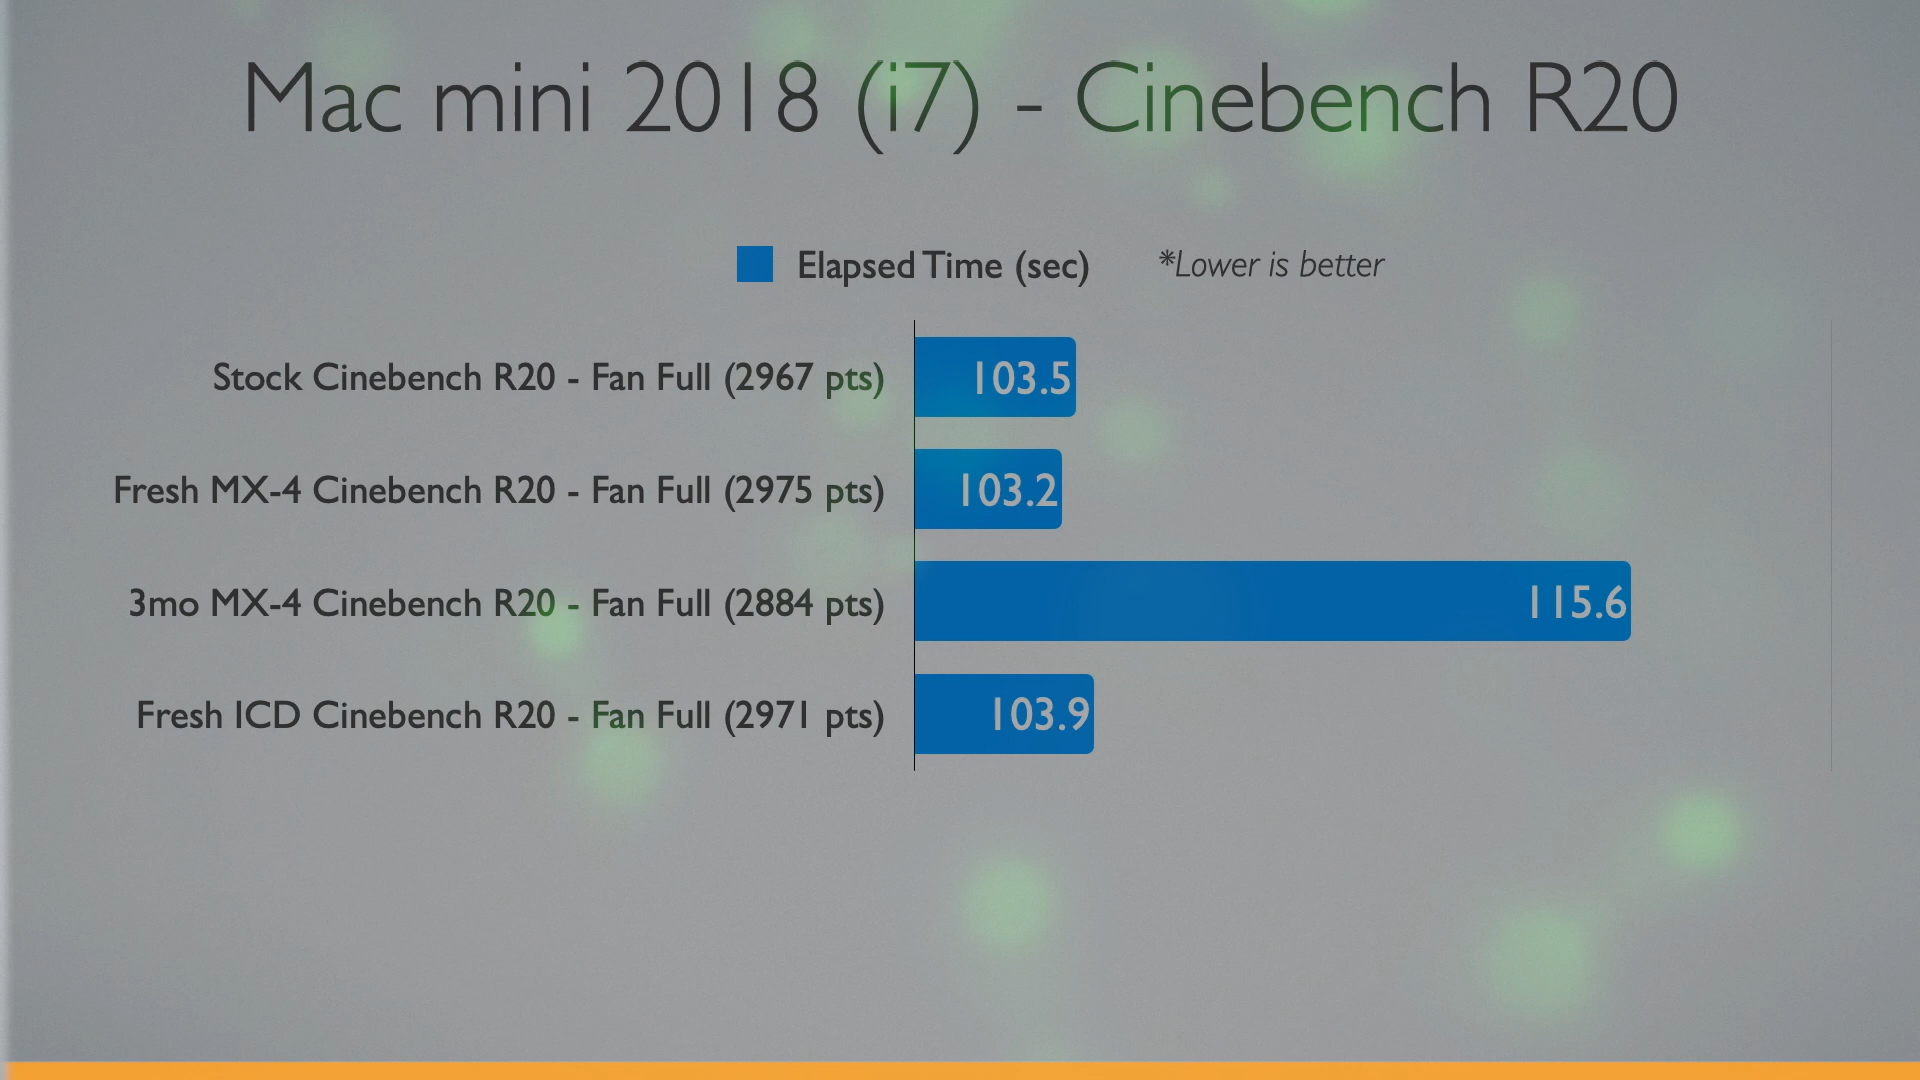 Mac mini 2018 (i7) - Cinebench R20
Elapsed Time (sec) *Lower is better
Stock Cinebench R20 - Fan Full (2967 pts) 103.5
Fresh MX-4 Cinebench R20 - Fan Full (2975 pts) 103.2
3mo MX-4 Cinebench R20 - Fan Full (2884 pts) 115.6
Fresh ICD Cinebench R20 - Fan Full (2971 pts) 103.9